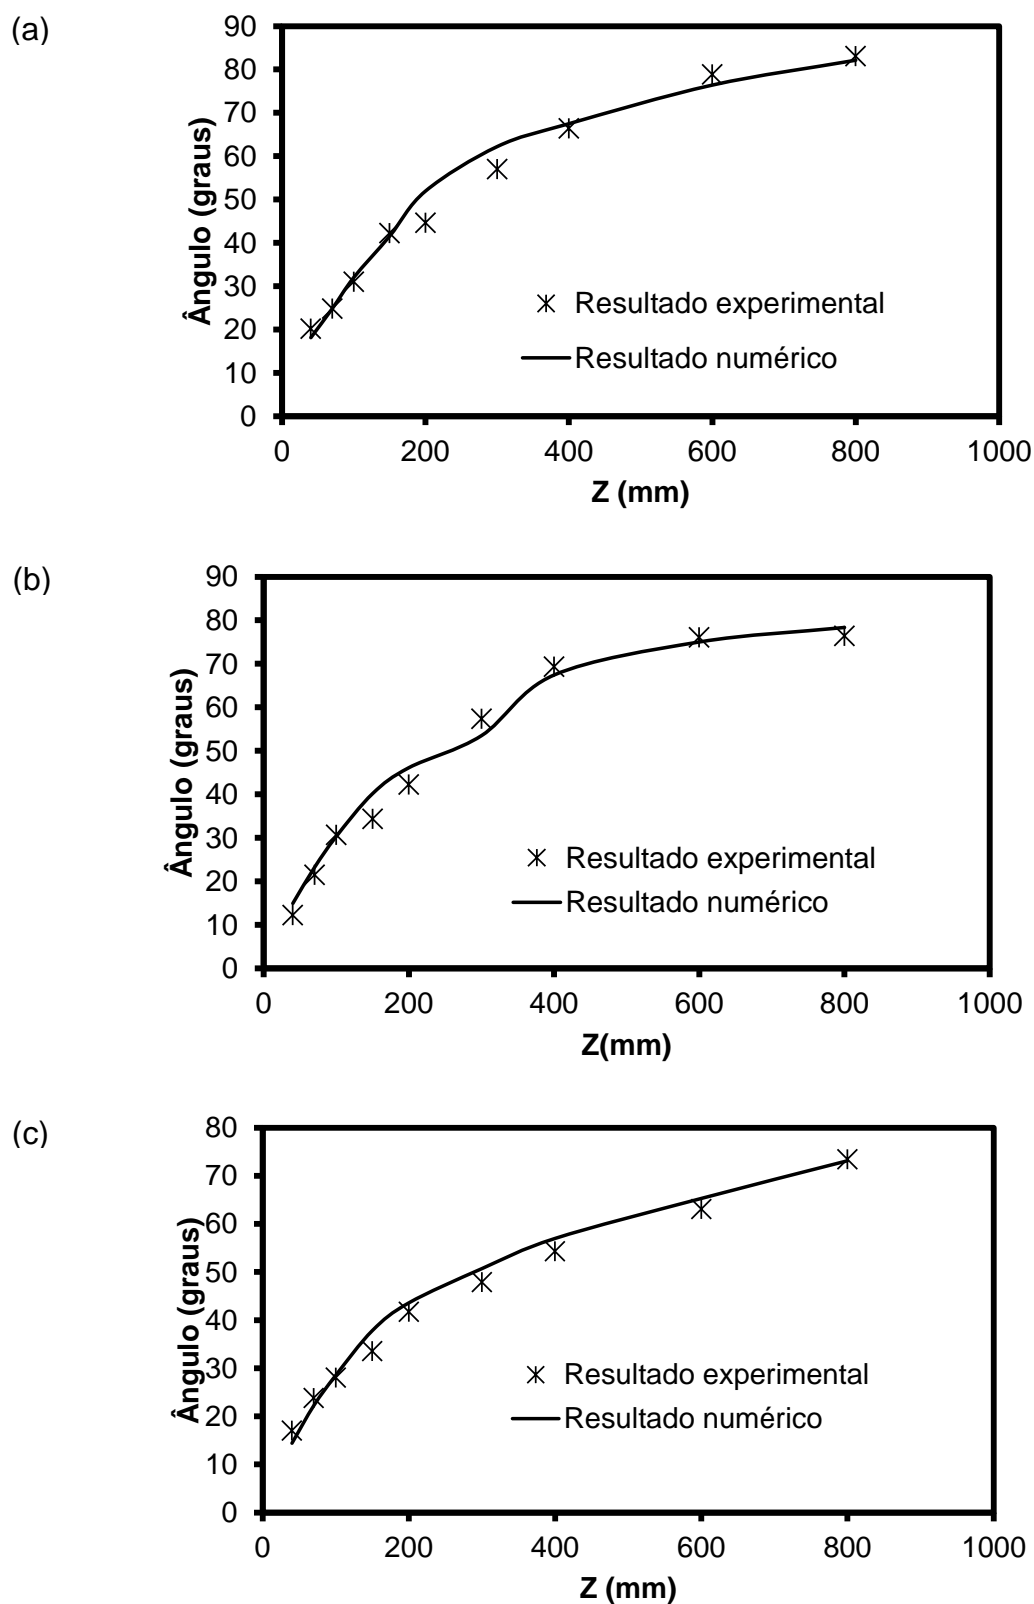 (a)
90
80
70
60
50
40
30
20
10
0
Ângulo (graus)
Resultado experimental
Resultado numérico
0 200 400 600 800 1000
Z (mm)
(b)
90
80
70
60
50
40
30
20
10
0
Ângulo (graus)
Resultado experimental
Resultado numérico
0 200 400 600 800 1000
Z(mm)
(c)
80
70
60
50
40
30
20
10
0
Ângulo (graus)
Resultado experimental
Resultado numérico
0 200 400 600 800 1000
Z (mm)